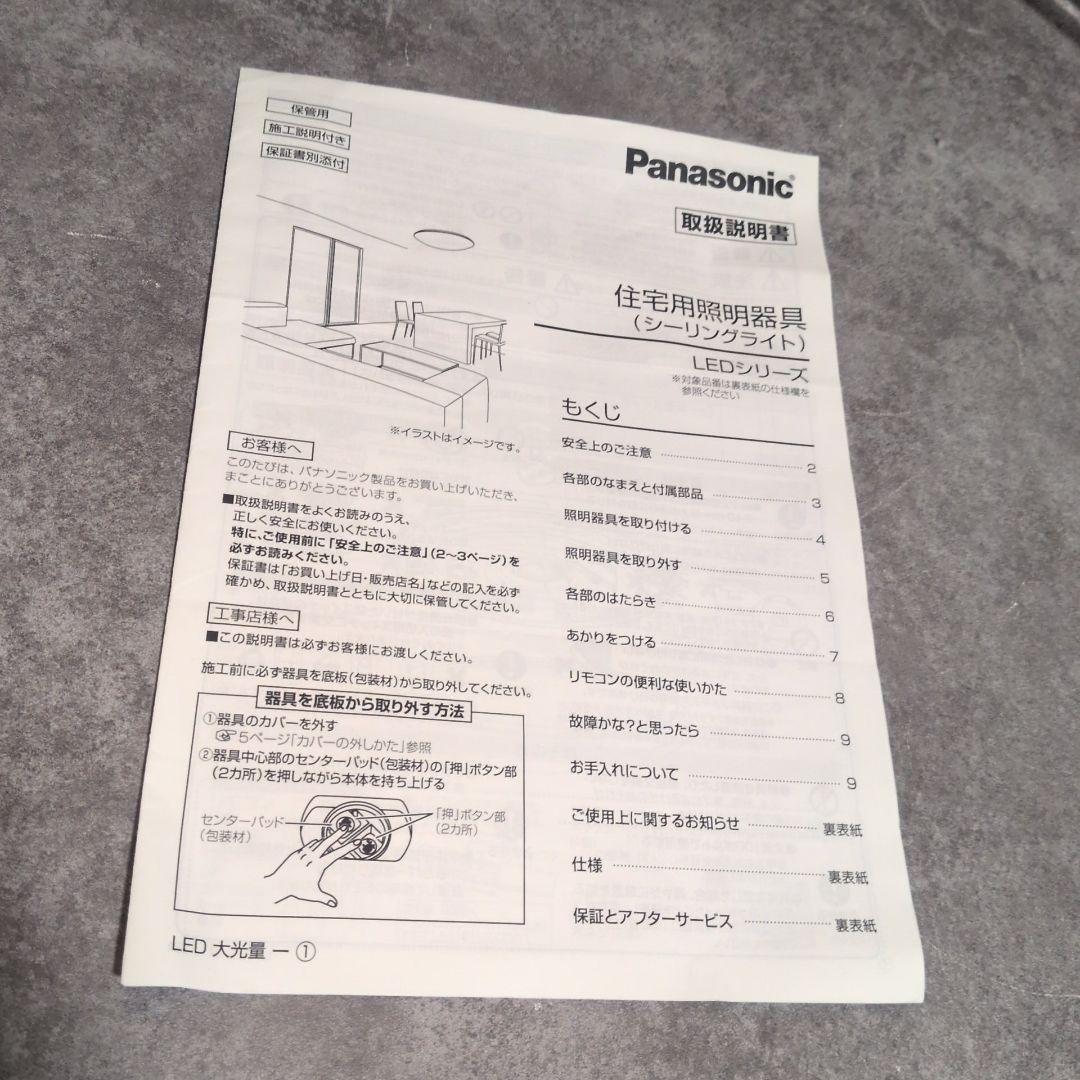 保管用
施工説明付き
保証書別添付
Panasonic®
取扱説明書
住宅用照明器具
(シーリングライト)
LEDシリーズ
※対象品番は裏表紙の仕様欄を
参照ください
※イラストはイメージです。
お客様へ
このたびは、パナソニック製品をお買い上げいただき、
まことにありがとうございます。
■取扱説明書をよくお読みのうえ、
正しく安全にお使いください。
特に、ご使用前に「安全上のご注意」(2〜3ページ)を
必ずお読みください。
保証書は「お買い上げ日・販売店名」などの記入を必ず
確かめ、取扱説明書とともに大切に保管してください。
工事店様へ
■この説明書は必ずお客様にお渡しください。
施工前に必ず器具を底板(包装材)から取り外してください。
器具を底板から取り外す方法
①器具のカバーを外す
☞5ページ「カバーの外しかた」参照
②器具中心部のセンターパッド(包装材)の「押」ボタン部
(2カ所)を押しながら本体を持ち上げる
センターパッド
(包装材)
「押」ボタン部
(2カ所)
LED 大光量 ー ①
もくじ
安全上のご注意 2
各部のなまえと付属部品 3
照明器具を取り付ける 4
照明器具を取り外す 5
各部のはたらき 6
あかりをつける 7
リモコンの便利な使いかた 8
故障かな?と思ったら 9
お手入れについて 9
ご使用上に関するお知らせ 裏表紙
仕様 裏表紙
保証とアフターサービス 裏表紙